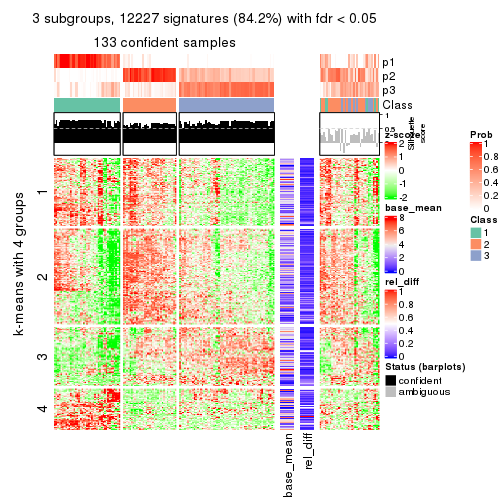 3 subgroups, 12227 signatures (84.2%) with fdr < 0.05
133 confident samples
p1
p2
p3
Class
1
0.5
0
Silhouette
score
k-means with 4 groups
1
2
3
4
base_mean
rel_diff
z-score
2
1
0
-1
-2
base_mean
8
6
4
2
0
rel_diff
1
0.8
0.6
0.4
0.2
0
Status (barplots)
confident
ambiguous
Prob
1
0.8
0.6
0.4
0.2
0
Class
1
2
3